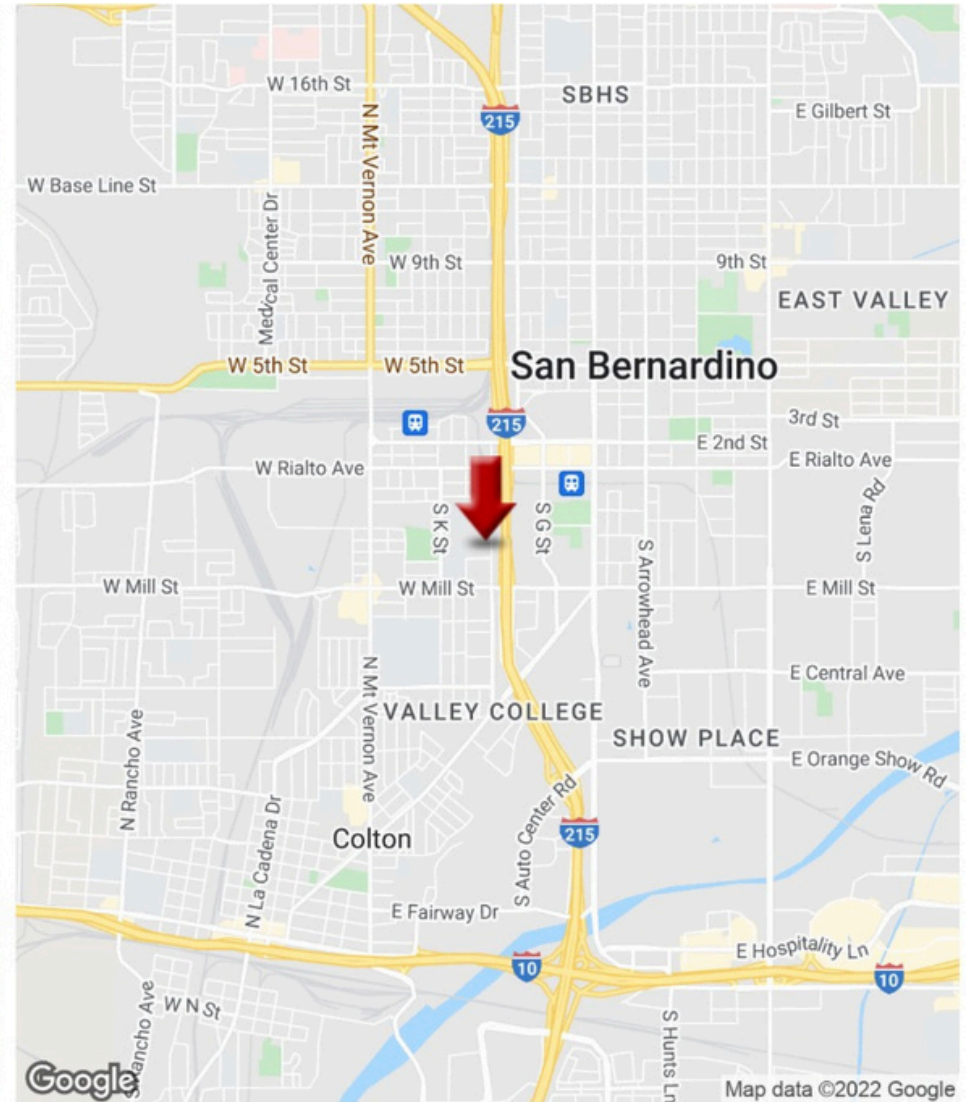 W 16th St
SBHS
E Gilbert St
215
N Mt Vernon Ave
W Base Line St
Medical Center Dr
W 9th St
9th St
EAST VALLEY
W 5th St
W 5th St
San Bernardino
215
3rd St
E 2nd St
W Rialto Ave
E Rialto Ave
S K St
S G St
S Lena Rd
S Arrowhead Ave
W Mill St
W Mill St
E Mill St
N Mt Vernon Ave
E Central Ave
VALLEY COLLEGE
N Rancho Ave
SHOW PLACE
E Orange Show Rd
N La Cadena Dr
S Auto Center Rd
Colton
215
E Fairway Dr
E Hospitality Ln
10
10
W N St
S Rancho Ave
S Hunts Ln
Google
Map data ©2022 Google